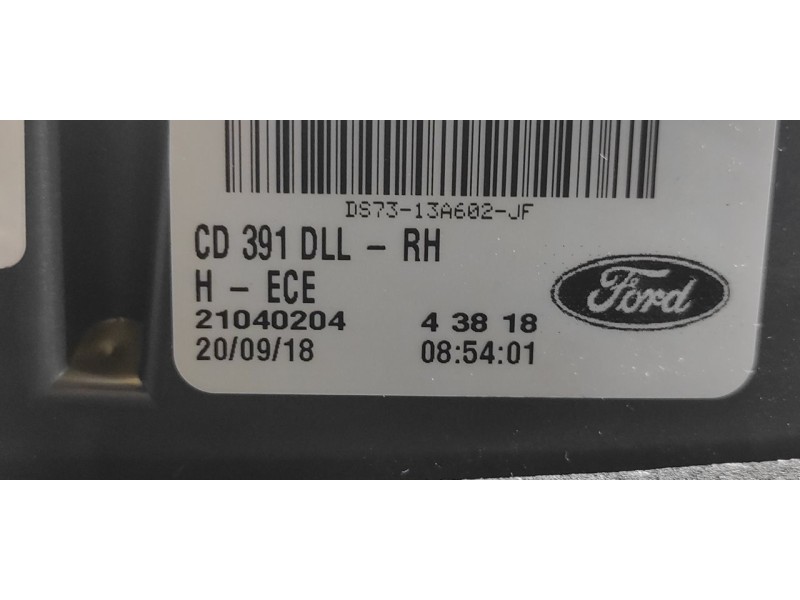 DS73-13A602-JF
CD 391 DLL - RH
H - ECE
21040204 4 38 18
20/09/18 08:54:01
Ford